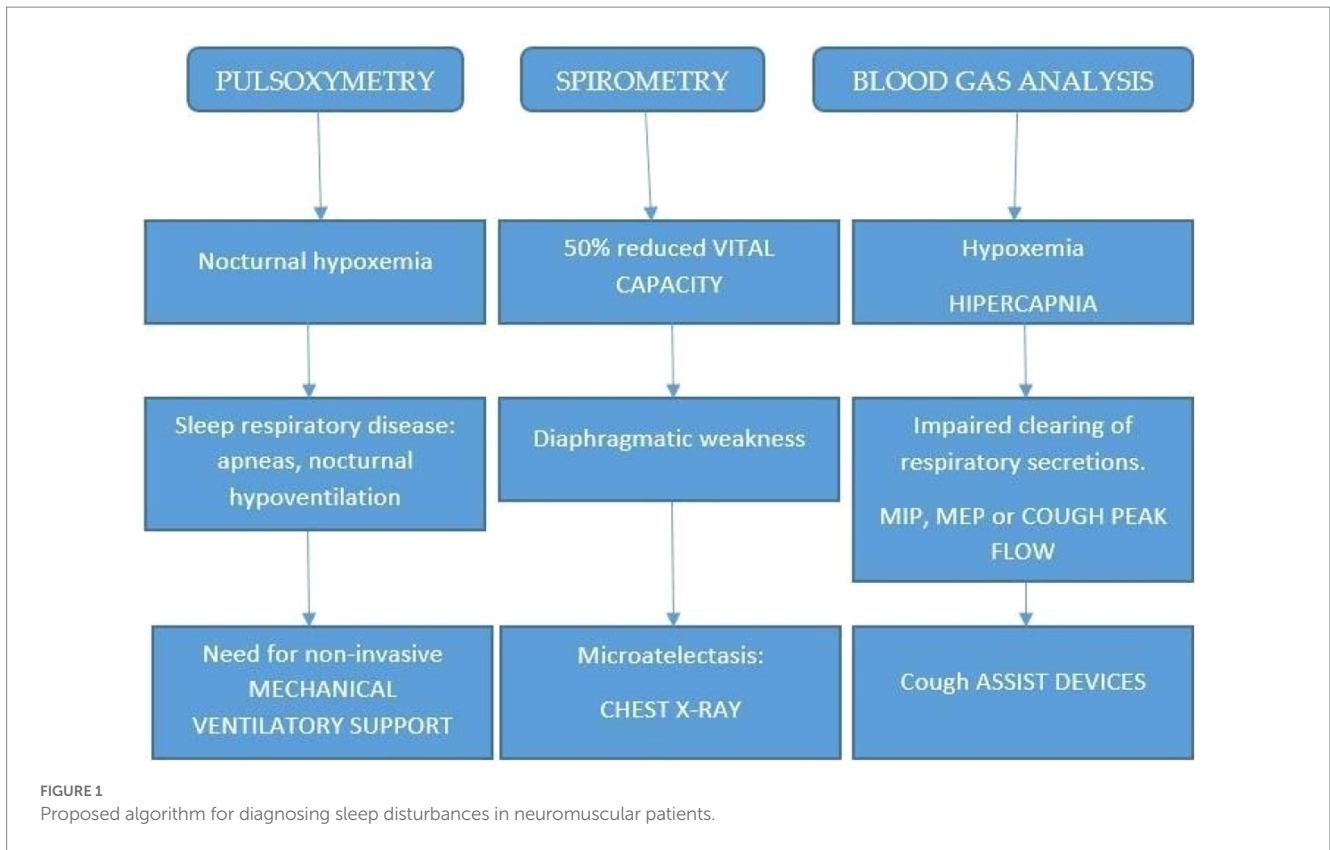 PULSOXYMETRY
SPIROMETRY
BLOOD GAS ANALYSIS
Nocturnal hypoxemia
50% reduced VITAL
CAPACITY
Hypoxemia
HIPERCAPNIA
Sleep respiratory disease:
apneas, nocturnal
hypoventilation
Diaphragmatic weakness
Impaired clearing of
respiratory secretions.
MIP, MEP or COUGH PEAK
FLOW
Need for non-invasive
MECHANICAL
VENTILATORY SUPPORT
Microatelectasis:
CHEST X-RAY
Cough ASSIST DEVICES
FIGURE 1
Proposed algorithm for diagnosing sleep disturbances in neuromuscular patients.